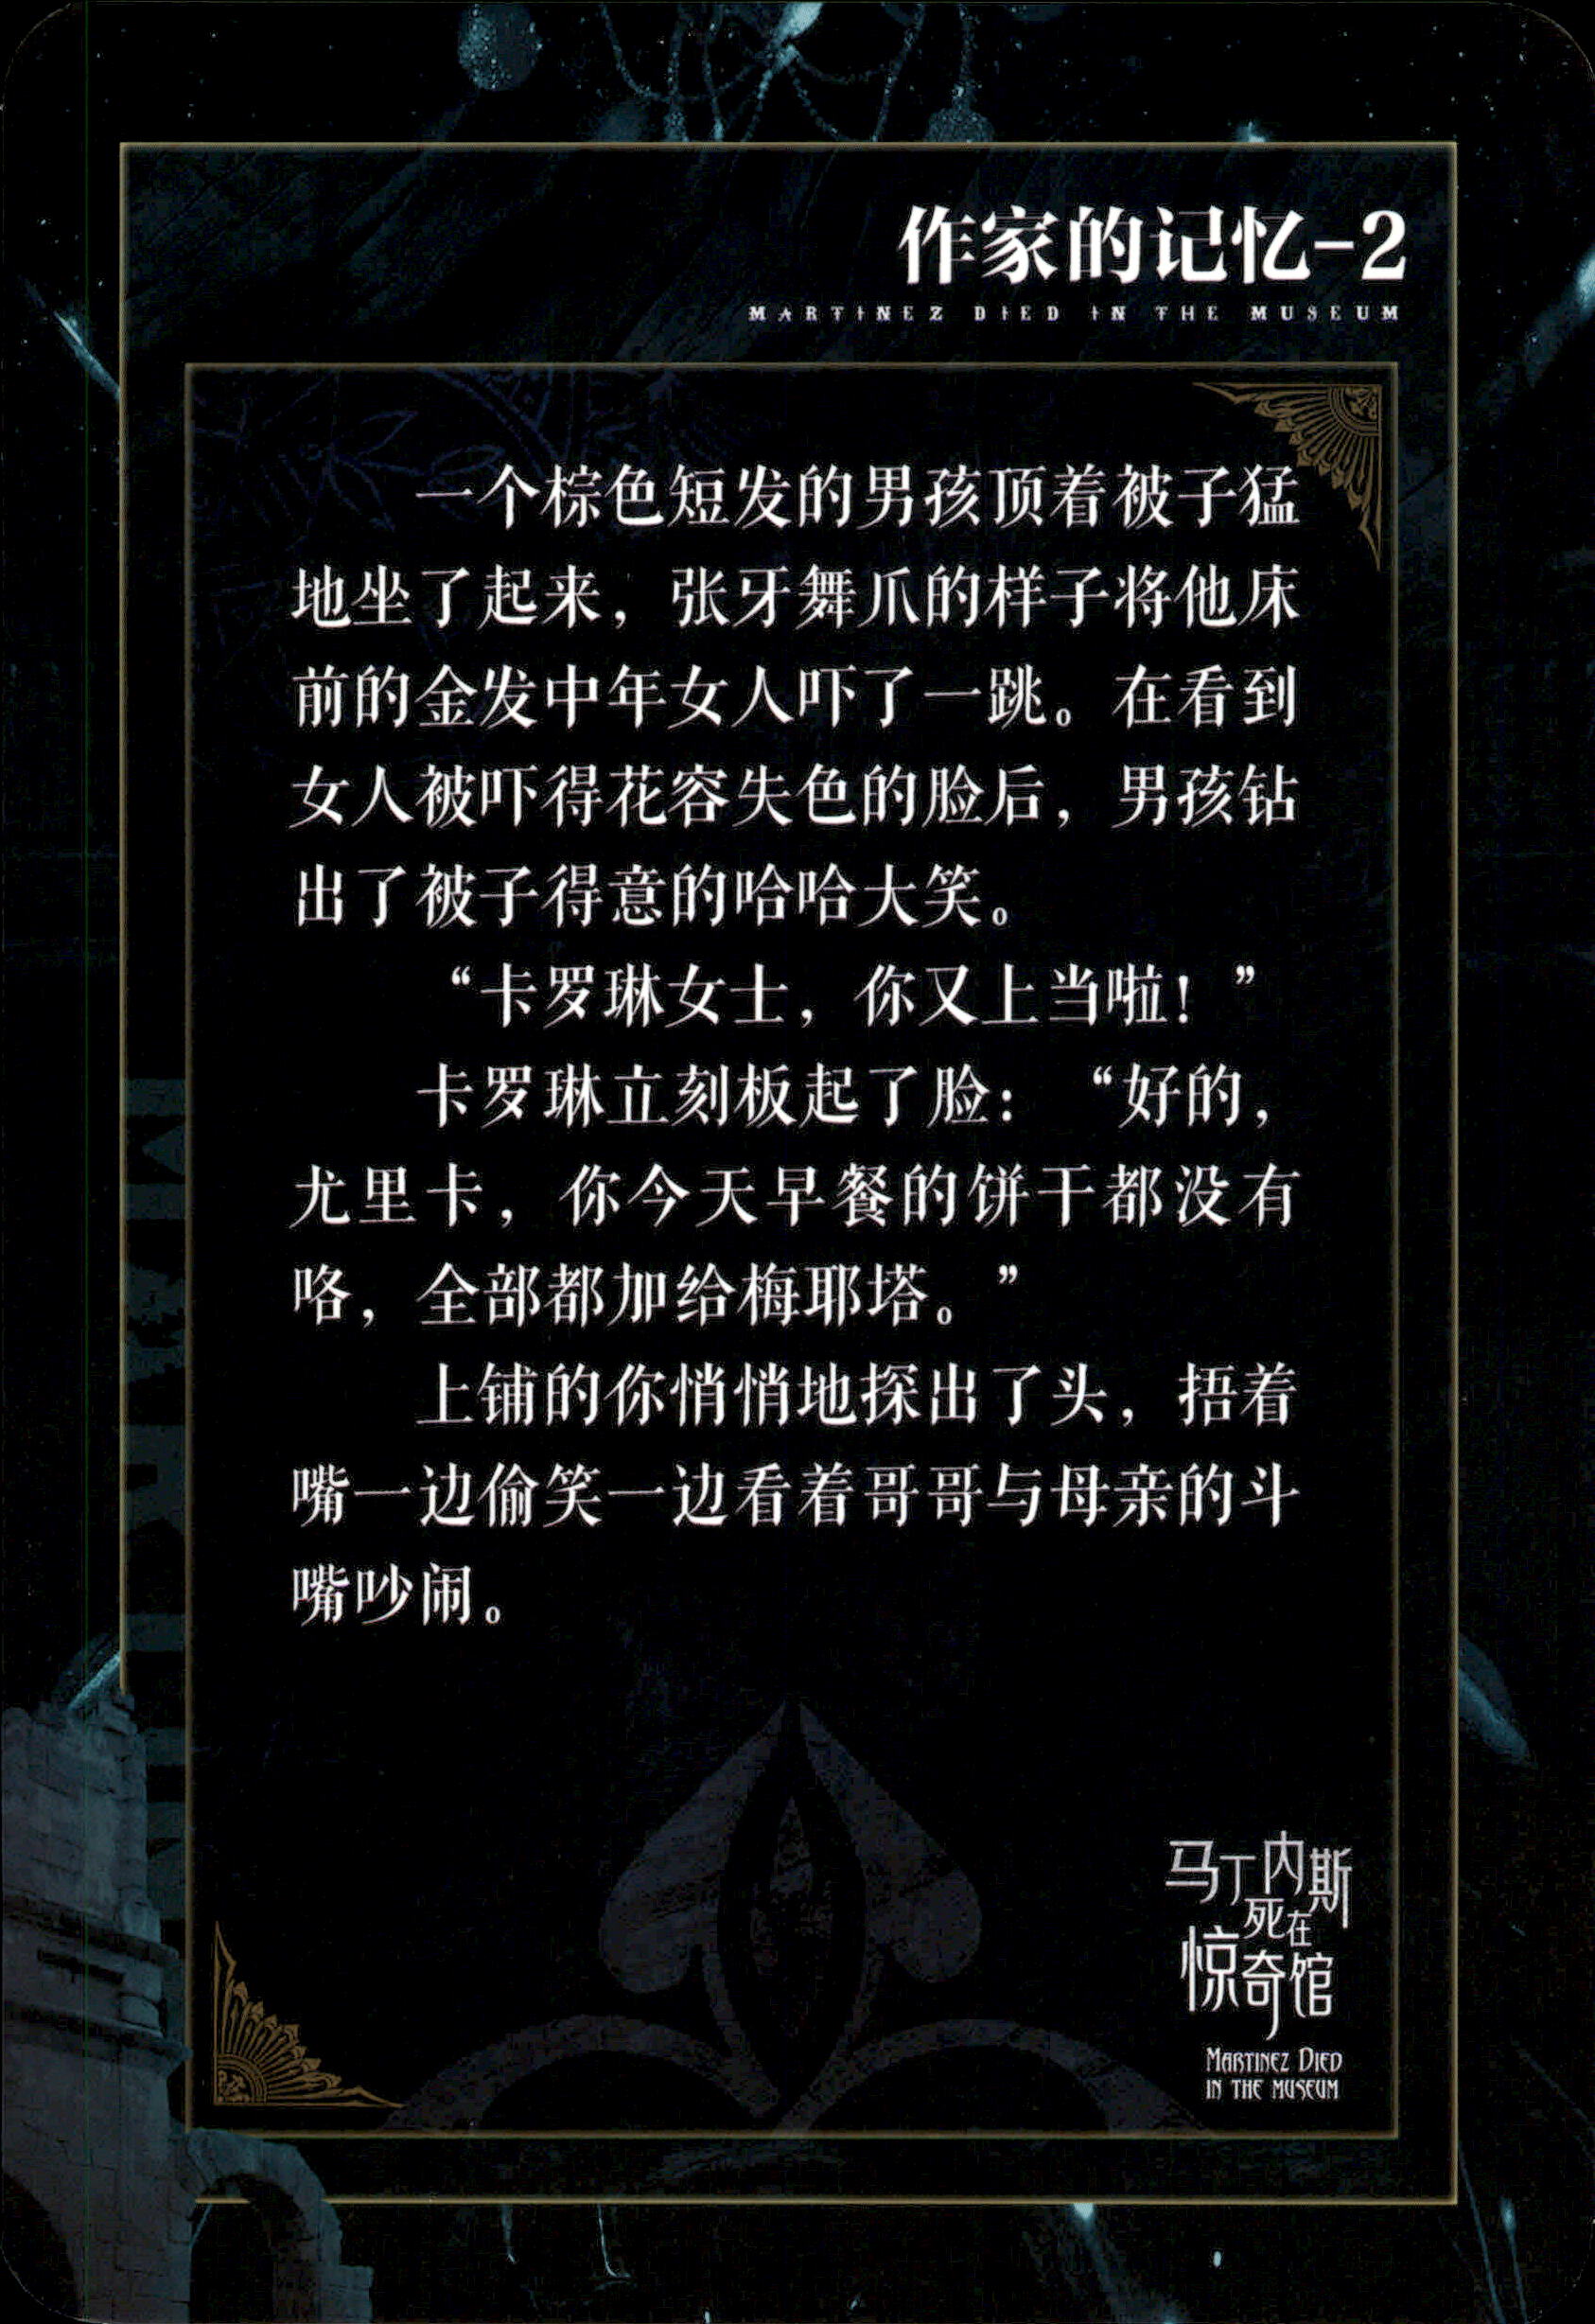 作家的记忆-2
MARTINEZ DIED IN THE MUSEUM
一个棕色短发的男孩顶着被子猛
地坐了起来，张牙舞爪的样子将他床
前的金发中年女人吓了一跳。在看到
女人被吓得花容失色的脸后，男孩钻
出了被子得意的哈哈大笑。
“卡罗琳女士，你又上当啦！”
卡罗琳立刻板起了脸：“好的，
尤里卡，你今天早餐的饼干都没有
咯，全部都加给梅耶塔。”
上铺的你悄悄地探出了头，捂着
嘴一边偷笑一边看着哥哥与母亲的斗
嘴吵闹。
马丁内斯
死在
惊奇馆
MARTINEZ DIED
IN THE MUSEUM